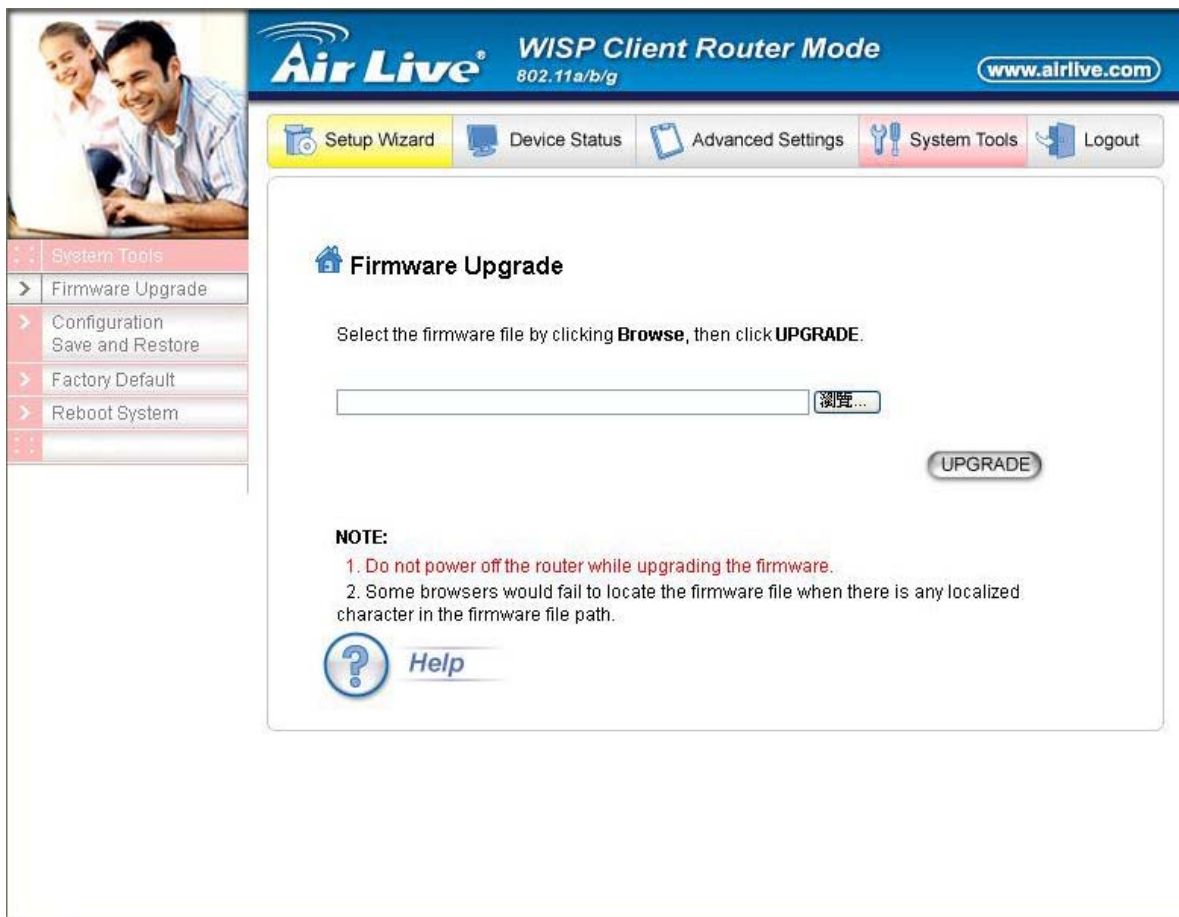 Air Live®
WISP Client Router Mode
802.11a/b/g
www.airlive.com
Setup Wizard
Device Status
Advanced Settings
System Tools
Logout
System Tools
Firmware Upgrade
Configuration
Save and Restore
Factory Default
Reboot System
Firmware Upgrade
Select the firmware file by clicking Browse, then click UPGRADE.
瀏覽...
UPGRADE
NOTE:
1. Do not power off the router while upgrading the firmware.
2. Some browsers would fail to locate the firmware file when there is any localized
character in the firmware file path.
? Help